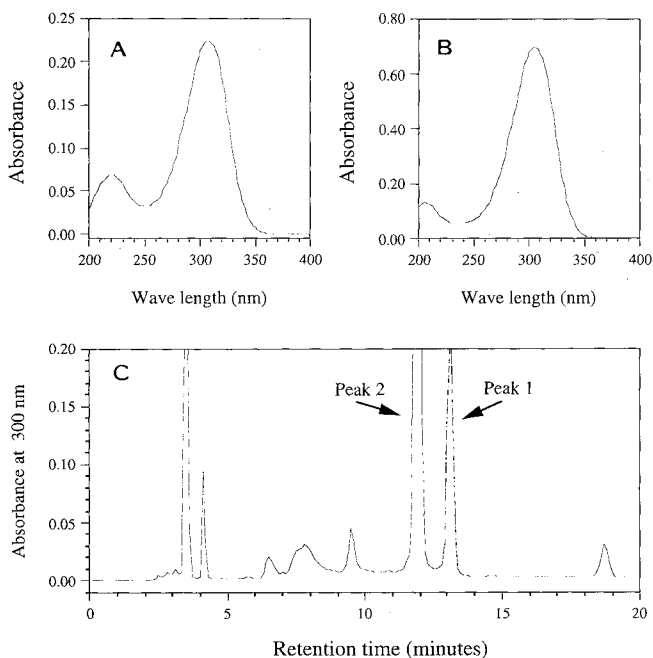 A
0.25
0.20
0.15
0.10
0.05
0.00
Absorbance
200 250 300 350 400
Wave length (nm)
B
0.80
0.60
0.40
0.20
0.00
Absorbance
200 250 300 350 400
Wave length (nm)
C
0.20
0.15
0.10
0.05
0.00
Absorbance at 300 nm
Peak 2
Peak 1
0 5 10 15 20
Retention time (minutes)